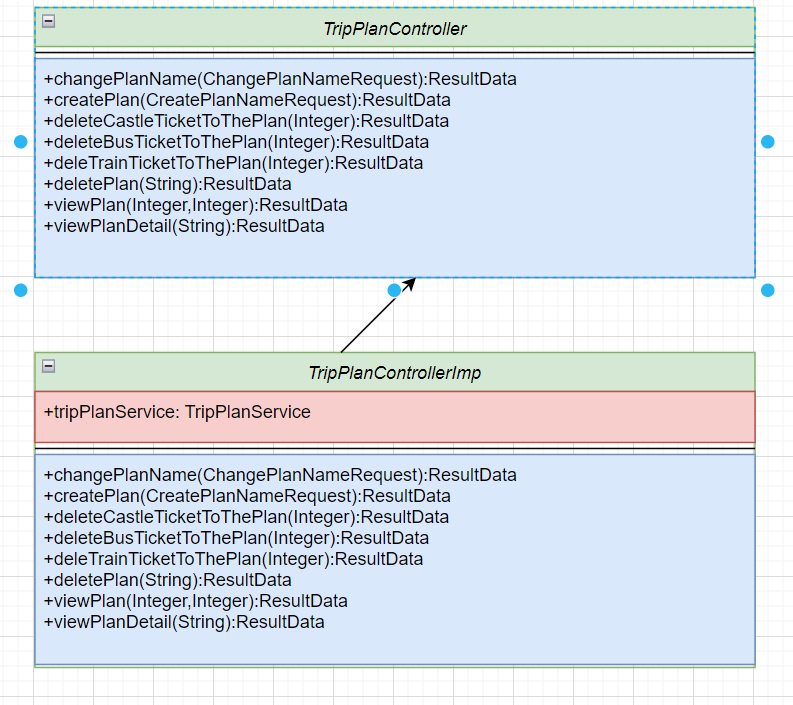 TripPlanController
+changePlanName(ChangePlanNameRequest):ResultData
+createPlan(CreatePlanNameRequest):ResultData
+deleteCastleTicketToThePlan(Integer):ResultData
+deleteBusTicketToThePlan(Integer):ResultData
+deleTrainTicketToThePlan(Integer):ResultData
+deletePlan(String):ResultData
+viewPlan(Integer,Integer):ResultData
+viewPlanDetail(String):ResultData
TripPlanControllerImp
+tripPlanService: TripPlanService
+changePlanName(ChangePlanNameRequest):ResultData
+createPlan(CreatePlanNameRequest):ResultData
+deleteCastleTicketToThePlan(Integer):ResultData
+deleteBusTicketToThePlan(Integer):ResultData
+deleTrainTicketToThePlan(Integer):ResultData
+deletePlan(String):ResultData
+viewPlan(Integer,Integer):ResultData
+viewPlanDetail(String):ResultData